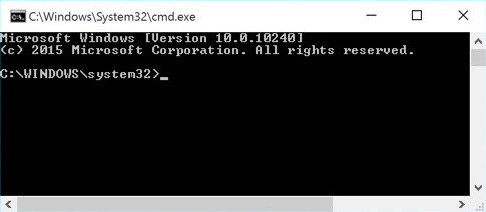 C:\Windows\System32\cmd.exe
Microsoft Windows [Version 10.0.10240]
(c) 2015 Microsoft Corporation. All rights reserved.
C:\WINDOWS\system32>_